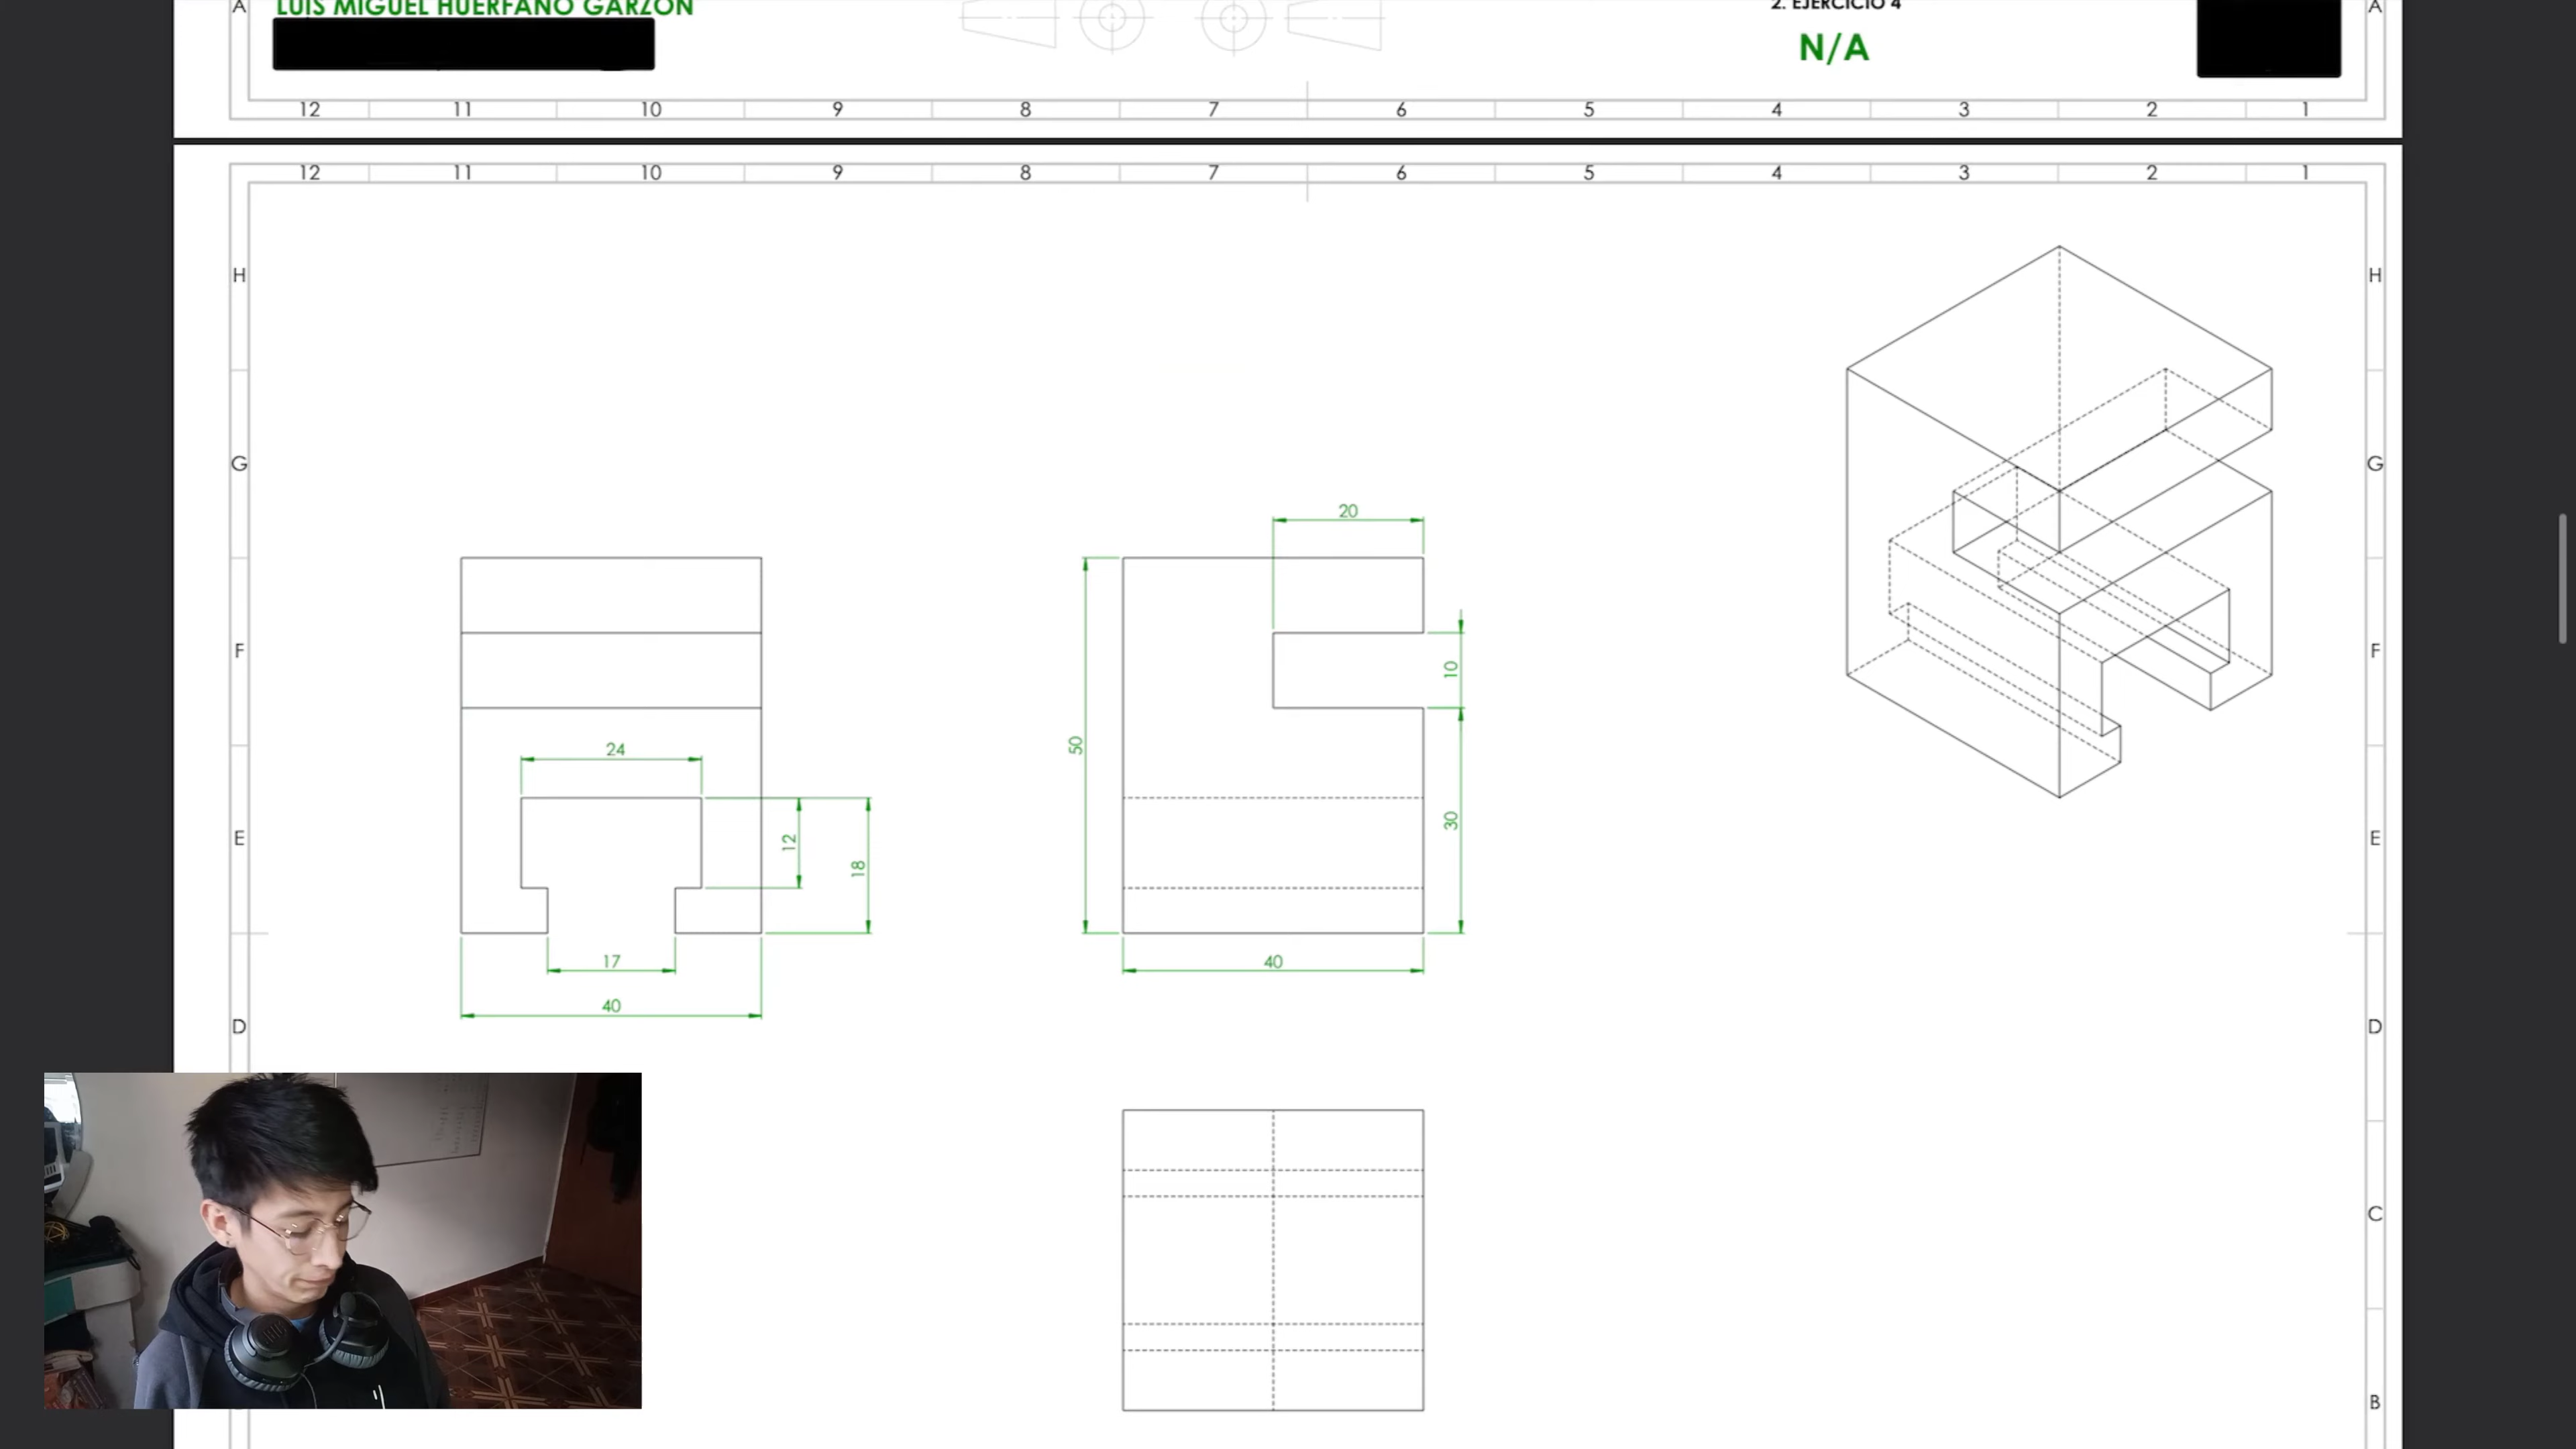 A
LUIS MIGUEL HUERFANO GARZON
2. EJERCICIO 4
A
N/A
12 11 10 9 8 7 6 5 4 3 2 1
12 11 10 9 8 7 6 5 4 3 2 1
H
H
G
G
20
F
F
10
50
24
30
12
18
E
E
17
40
40
D
D
C
C
B